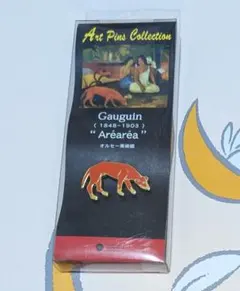 Art Pins Collection
Gauguin
(1848-1903)
"Aréaréa"
オルセー美術館